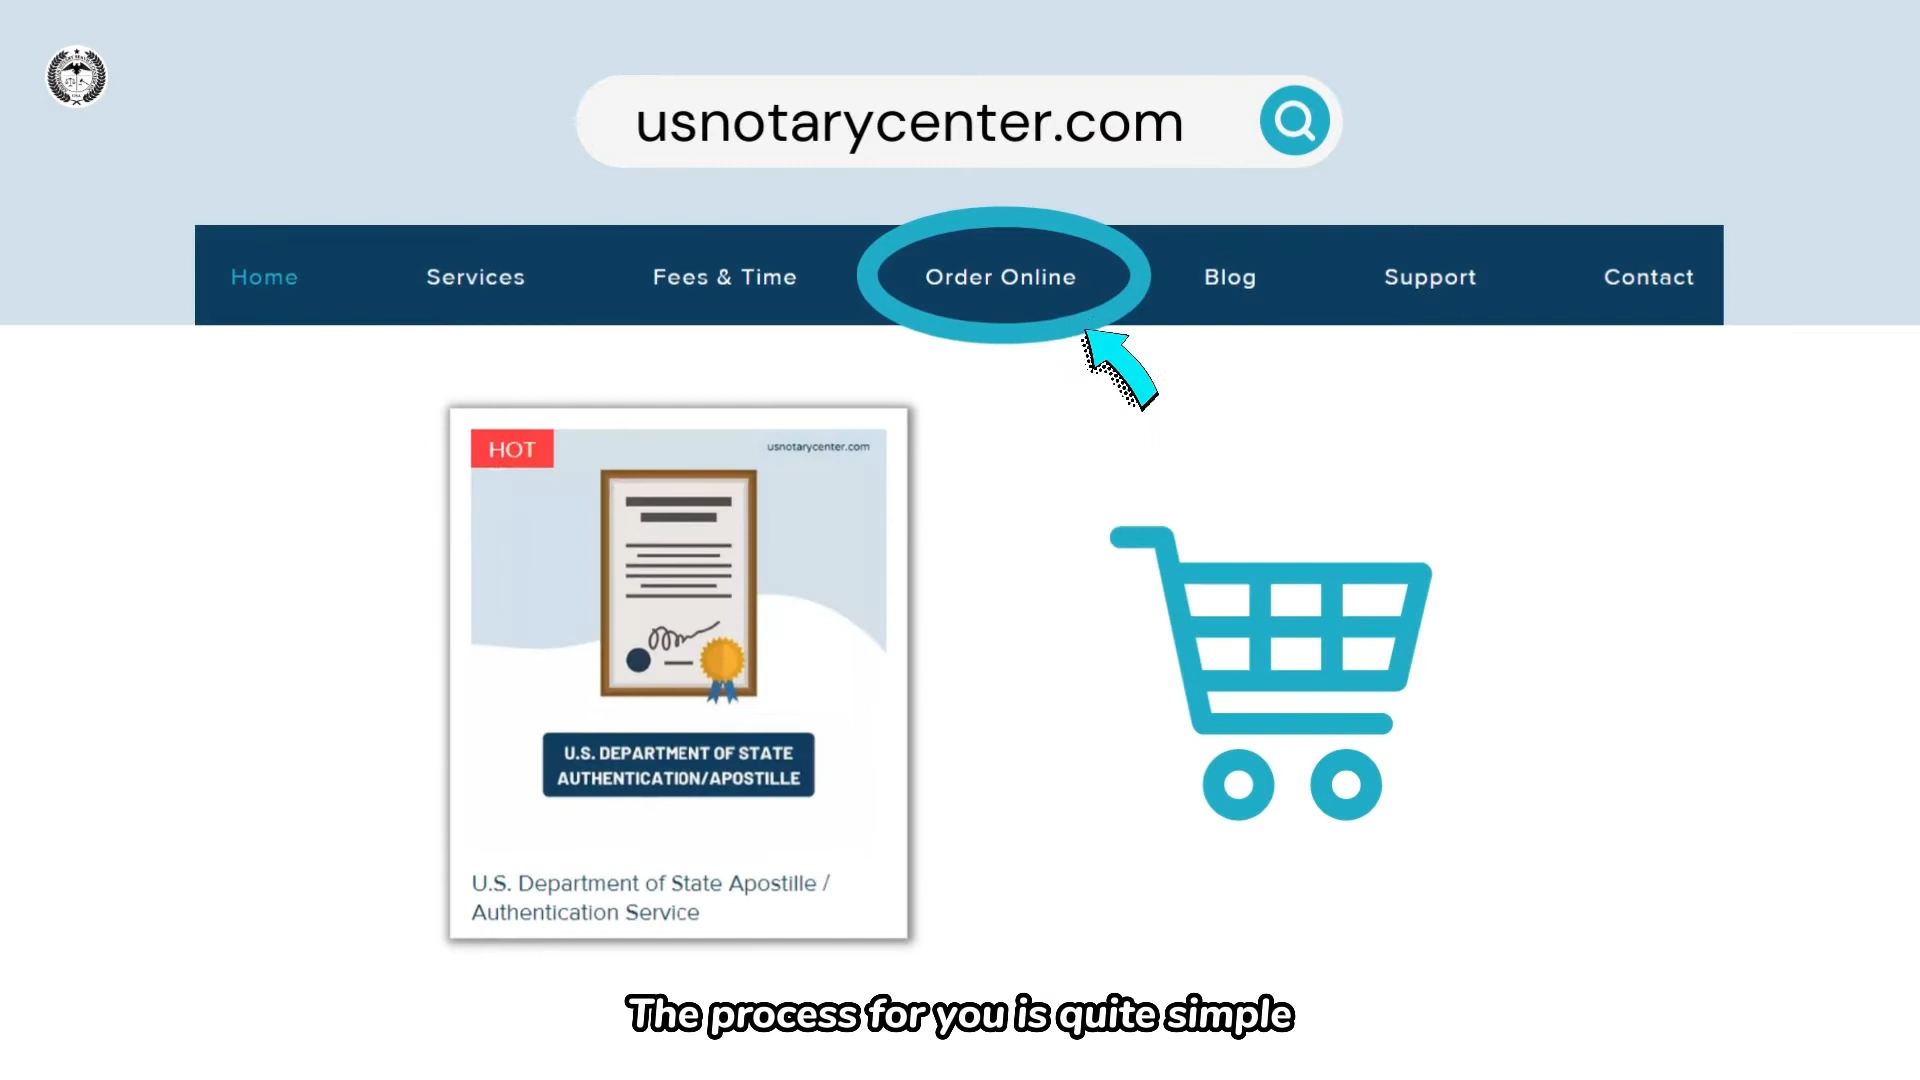 usnotarycenter.com
Home Services Fees & Time Order Online Blog Support Contact
HOT
usnotarycenter.com
U.S. DEPARTMENT OF STATE
AUTHENTICATION/APOSTILLE
U.S. Department of State Apostille /
Authentication Service
The process for you is quite simple